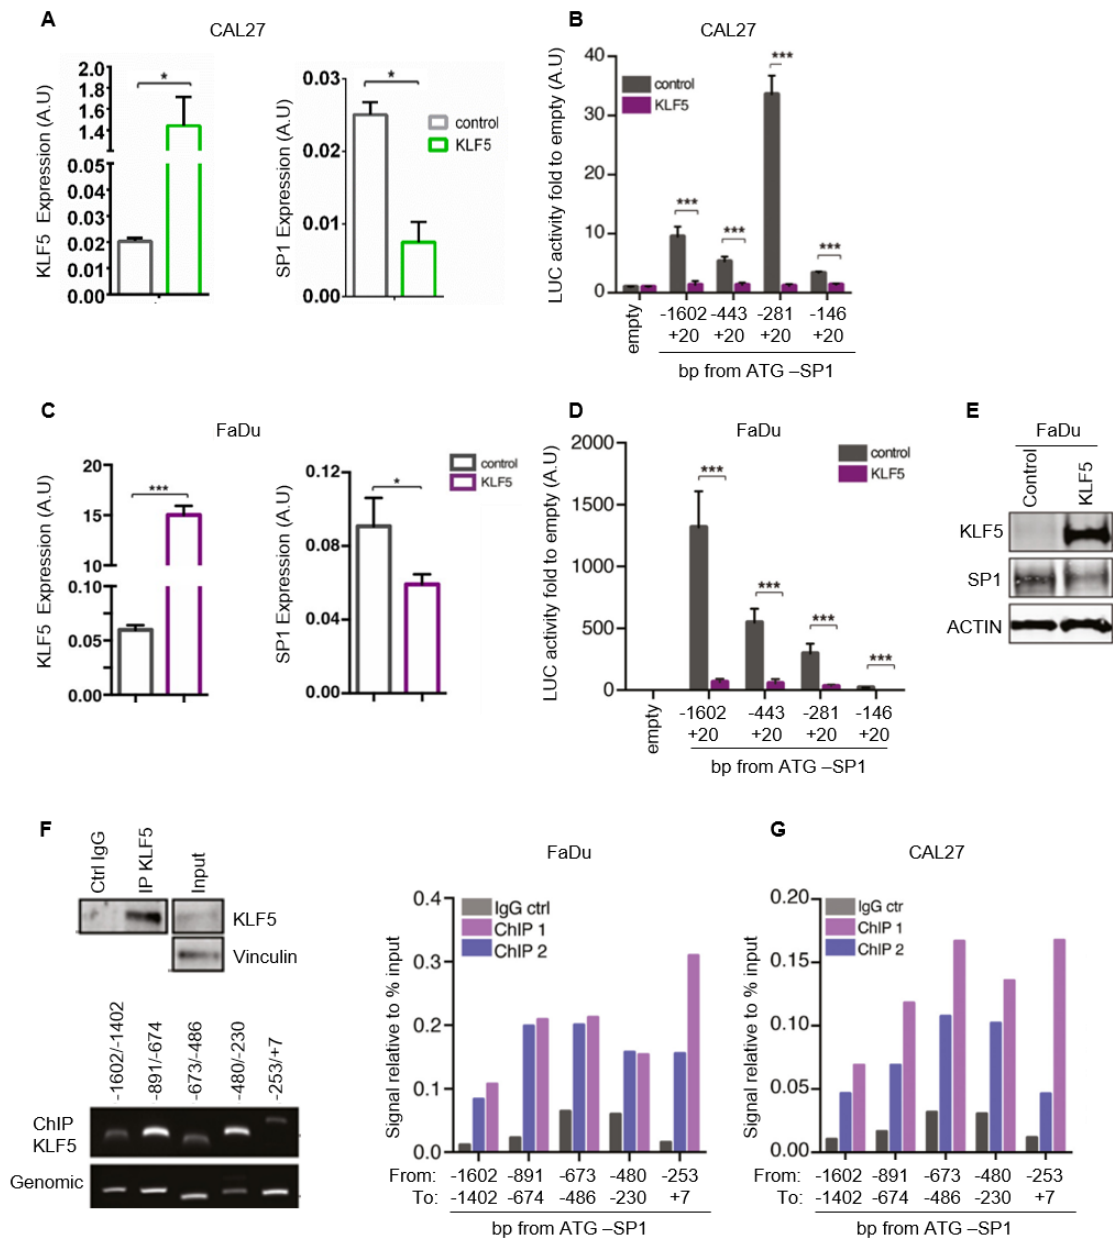 A
CAL27
KLF5 Expression (A.U)
2.0
1.8
1.6
1.4
0.05
0.04
0.03
0.02
0.01
0.00
*
SP1 Expression (A.U)
0.03
0.02
0.01
0.00
*
control
KLF5
B
CAL27
LUC activity fold to empty (A.U)
40
30
20
10
0
control
KLF5
***
***
***
***
empty
-1602 -443 -281 -146
+20 +20 +20 +20
bp from ATG –SP1
C
FaDu
KLF5 Expression (A.U)
20
15
10
0.10
0.05
0.00
***
SP1 Expression (A.U)
0.12
0.09
0.06
0.04
0.00
*
control
KLF5
D
FaDu
LUC activity fold to empty (A.U)
2000
1500
1000
500
0
control
KLF5
***
***
***
***
empty
-1602 -443 -281 -146
+20 +20 +20 +20
bp from ATG –SP1
E
FaDu
Control
KLF5
KLF5
SP1
ACTIN
F
Ctrl IgG
IP KLF5
Input
KLF5
Vinculin
-1602/-1402
-891/-674
-673/-486
-480/-230
-253/+7
ChIP
KLF5
Genomic
FaDu
Signal relative to % input
0.4
0.3
0.2
0.1
0.0
IgG ctrl
ChIP 1
ChIP 2
From: -1602 -891 -673 -480 -253
To: -1402 -674 -486 -230 +7
bp from ATG –SP1
G
CAL27
Signal relative to % input
0.20
0.15
0.10
0.05
0.00
IgG ctr
ChIP 1
ChIP 2
From: -1602 -891 -673 -480 -253
To: -1402 -674 -486 -230 +7
bp from ATG –SP1